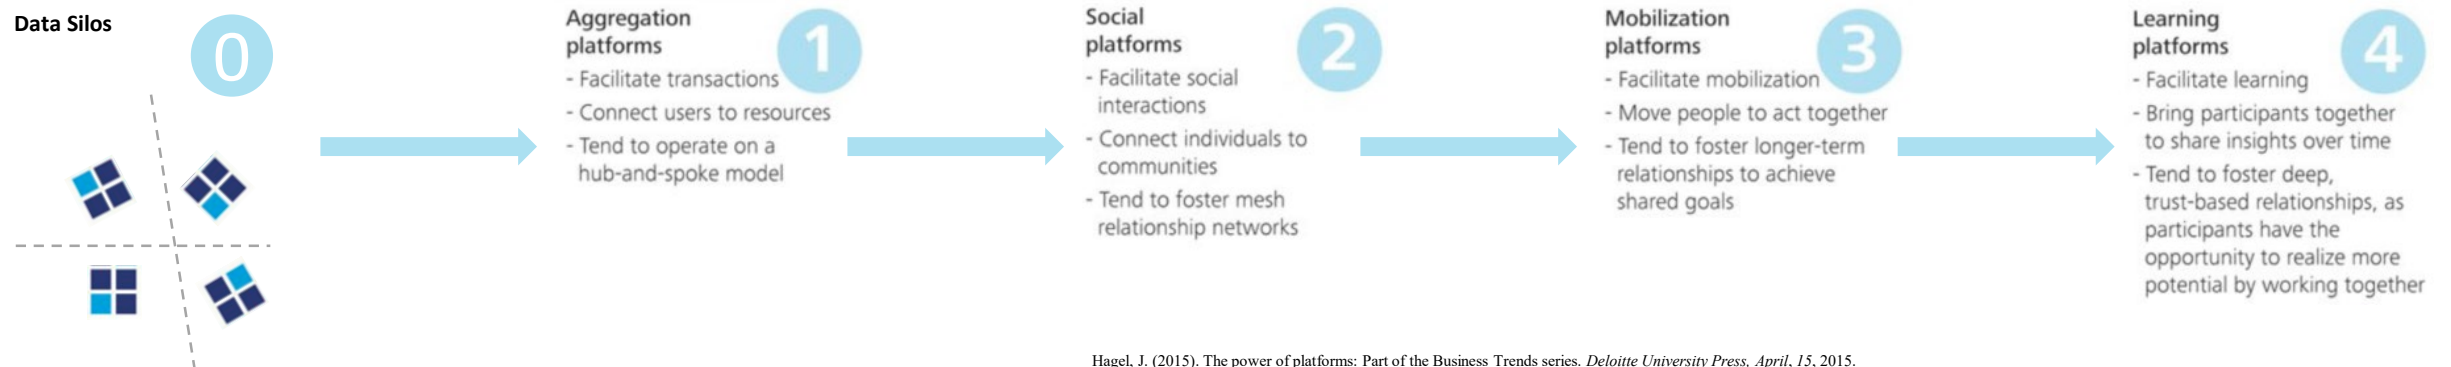 Data Silos
0
Aggregation
platforms
1
- Facilitate transactions
- Connect users to resources
- Tend to operate on a
hub-and-spoke model
Social
platforms
2
- Facilitate social
interactions
- Connect individuals to
communities
- Tend to foster mesh
relationship networks
Mobilization
platforms
3
- Facilitate mobilization
- Move people to act together
- Tend to foster longer-term
relationships to achieve
shared goals
Learning
platforms
4
- Facilitate learning
- Bring participants together
to share insights over time
- Tend to foster deep,
trust-based relationships, as
participants have the
opportunity to realize more
potential by working together
Hagel, J. (2015). The power of platforms: Part of the Business Trends series. Deloitte University Press, April, 15, 2015.